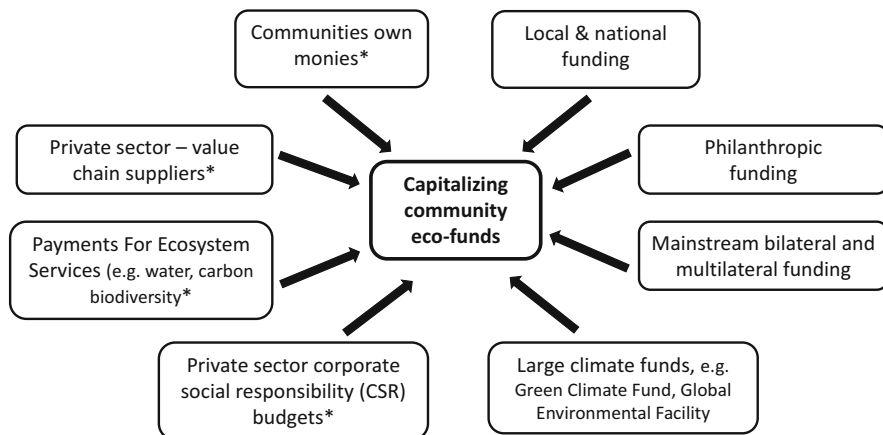 Communities own
monies*
Local & national
funding
Private sector – value
chain suppliers*
Philanthropic
funding
Capitalizing
community
eco-funds
Payments For Ecosystem
Services (e.g. water, carbon
biodiversity*
Mainstream bilateral and
multilateral funding
Private sector corporate
social responsibility (CSR)
budgets*
Large climate funds, e.g.
Green Climate Fund, Global
Environmental Facility